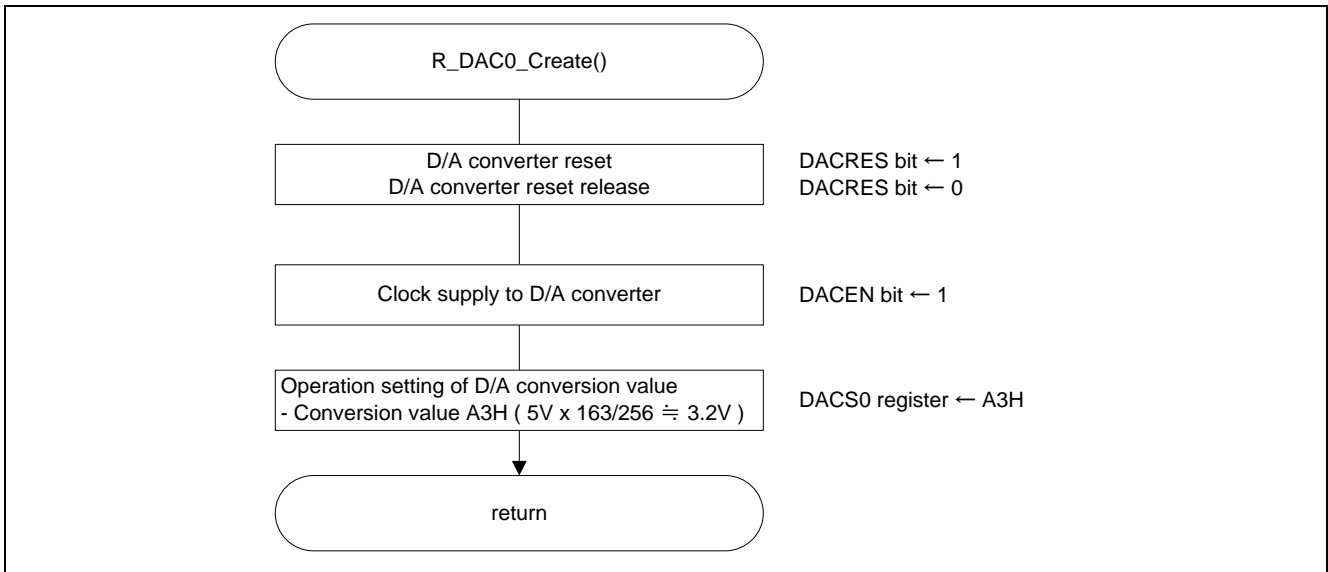 R_DAC0_Create()
D/A converter reset
D/A converter reset release
DACRES bit ← 1
DACRES bit ← 0
Clock supply to D/A converter
DACEN bit ← 1
Operation setting of D/A conversion value
- Conversion value A3H ( 5V x 163/256 ≒ 3.2V )
DACS0 register ← A3H
return